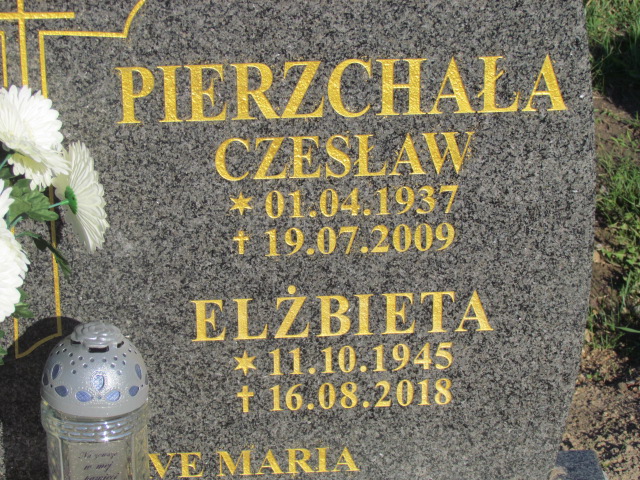 PIERZCHAŁA
CZESŁAW
* 01.04.1937
† 19.07.2009
ELŻBIETA
* 11.10.1945
† 16.08.2018
VE MARIA